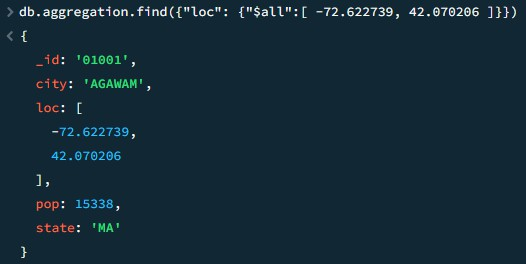 > db.aggregation.find({"loc": {"$all":[ -72.622739, 42.070206 ]}})
< {
_id: '01001',
city: 'AGAWAM',
loc: [
-72.622739,
42.070206
],
pop: 15338,
state: 'MA'
}